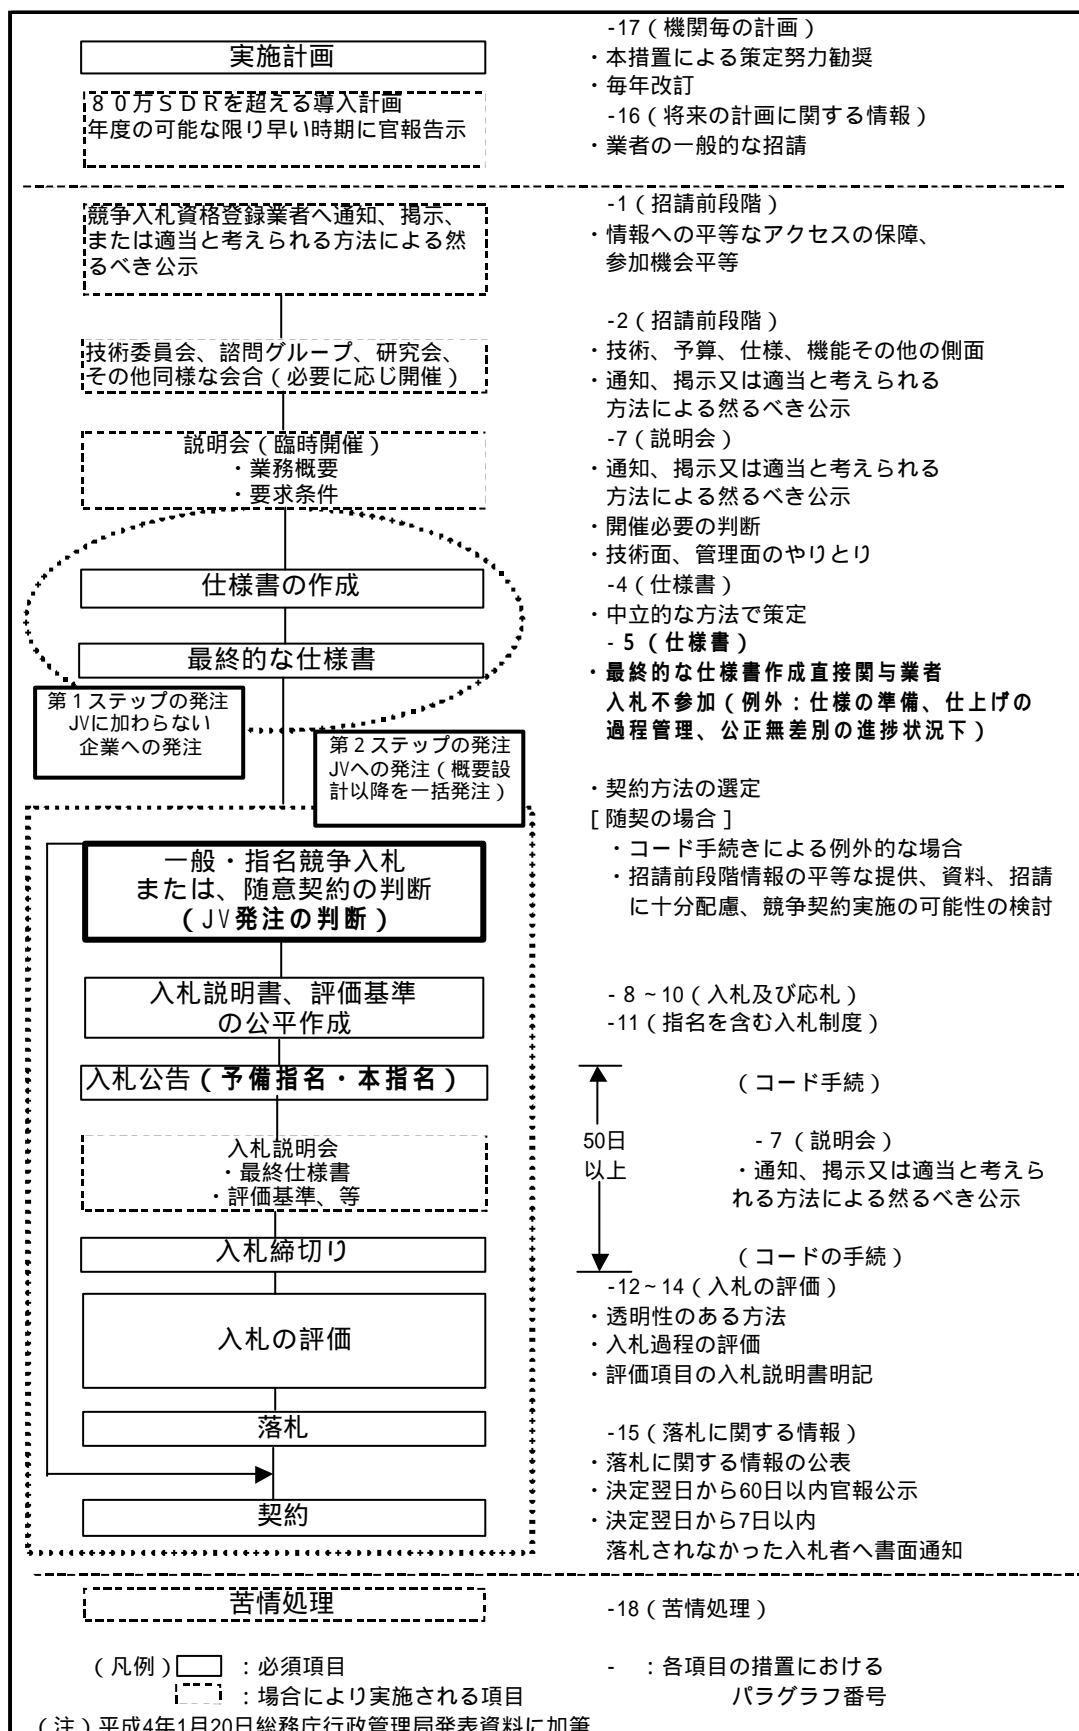 実施計画
８０万ＳＤＲを超える導入計画
年度の可能な限り早い時期に官報告示
-17（機関毎の計画）
・本措置による策定努力勧奨
・毎年改訂
-16（将来の計画に関する情報）
・業者の一般的な招請
競争入札資格登録業者へ通知、掲示、
または適当と考えられる方法による然
るべき公示
-1（招請前段階）
・情報への平等なアクセスの保障、
参加機会平等
技術委員会、諮問グループ、研究会、
その他同様な会合（必要に応じ開催）
-2（招請前段階）
・技術、予算、仕様、機能その他の側面
・通知、掲示又は適当と考えられる
方法による然るべき公示
説明会（臨時開催）
・業務概要
・要求条件
-7（説明会）
・通知、掲示又は適当と考えられる
方法による然るべき公示
・開催必要の判断
・技術面、管理面のやりとり
仕様書の作成
-4（仕様書）
・中立的な方法で策定
最終的な仕様書
- 5（仕様書）
・最終的な仕様書作成直接関与業者
入札不参加（例外：仕様の準備、仕上げの
過程管理、公正無差別の進捗状況下）
第１ステップの発注
JVに加わらない
企業への発注
第２ステップの発注
JVへの発注（概要設
計以降を一括発注）
・契約方法の選定
［随契の場合］
・コード手続きによる例外的な場合
・招請前段階情報の平等な提供、資料、招請
に十分配慮、競争契約実施の可能性の検討
一般・指名競争入札
または、随意契約の判断
（JV発注の判断）
入札説明書、評価基準
の公平作成
- 8～10（入札及び応札）
-11（指名を含む入札制度）
入札公告（予備指名・本指名）
（コード手続）
50日
以上
入札説明会
・最終仕様書
・評価基準、等
- 7（説明会）
・通知、掲示又は適当と考えら
れる方法による然るべき公示
入札締切り
（コードの手続）
-12～14（入札の評価）
・透明性のある方法
・入札過程の評価
・評価項目の入札説明書明記
入札の評価
落札
-15（落札に関する情報）
・落札に関する情報の公表
・決定翌日から60日以内官報公示
・決定翌日から7日以内
落札されなかった入札者へ書面通知
契約
苦情処理
-18（苦情処理）
（凡例）　：必須項目
：場合により実施される項目
-　：各項目の措置における
パラグラフ番号
（注）平成4年1月20日総務庁行政管理局発表資料に加筆